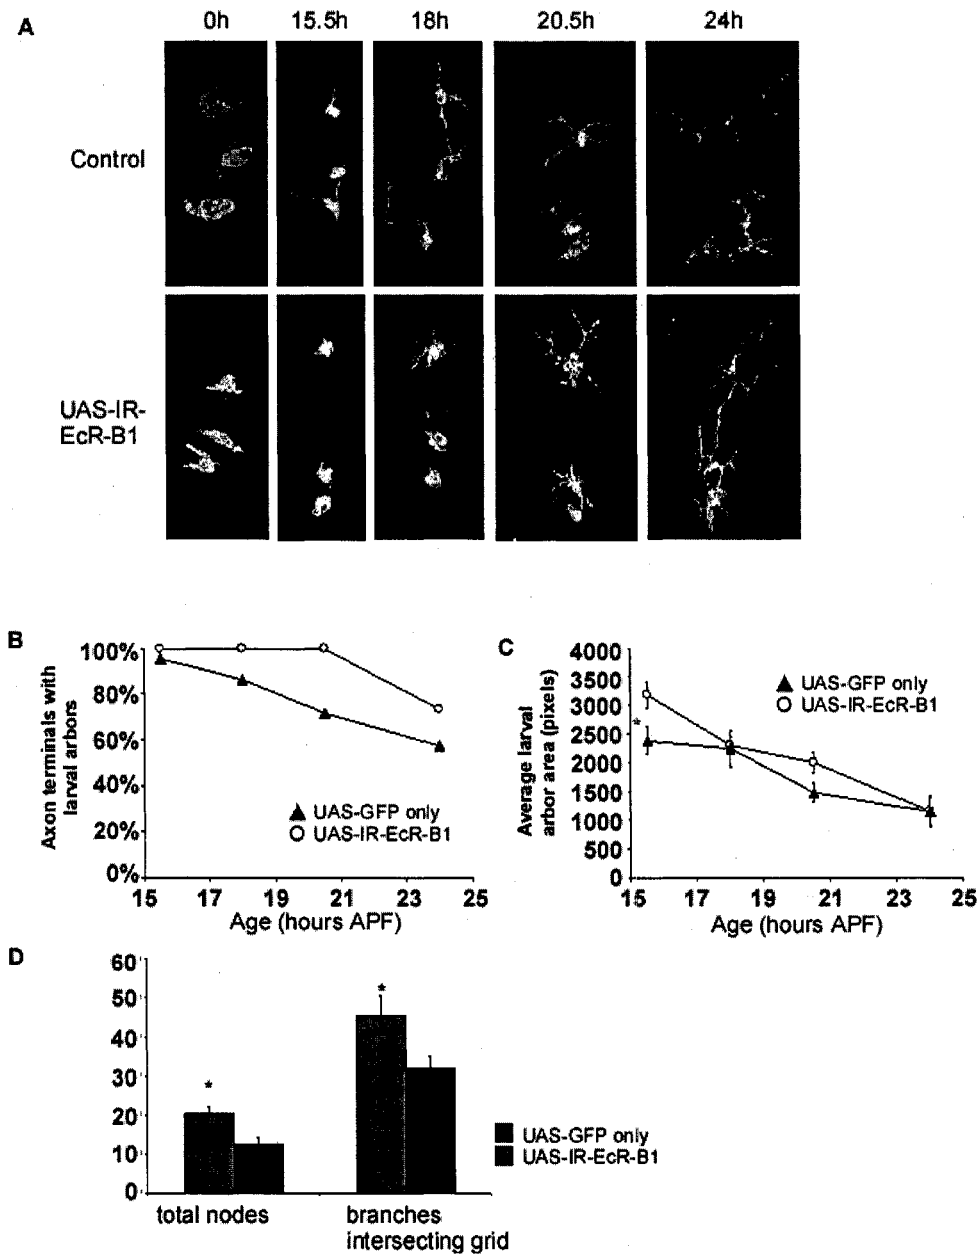 A
0h 15.5h 18h 20.5h 24h
Control
UAS-IR-
EcR-B1
B
Axon terminals with
larval arbors
100%
80%
60%
40%
20%
0%
15 17 19 21 23 25
Age (hours APF)
UAS-GFP only
UAS-IR-EcR-B1
C
Average larval
arbor area (pixels)
4000
3500
3000
2500
2000
1500
1000
500
0
*
15 17 19 21 23 25
Age (hours APF)
UAS-GFP only
UAS-IR-EcR-B1
D
60
50
40
30
20
10
0
* *
total nodes
branches
intersecting grid
UAS-GFP only
UAS-IR-EcR-B1